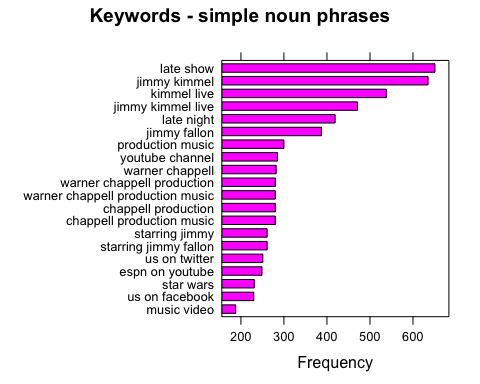 Keywords - simple noun phrases
late show
jimmy kimmel
kimmel live
jimmy kimmel live
late night
jimmy fallon
production music
youtube channel
warner chappell
warner chappell production
warner chappell production music
chappell production
chappell production music
starring jimmy
starring jimmy fallon
us on twitter
espn on youtube
star wars
us on facebook
music video
200 300 400 500 600
Frequency